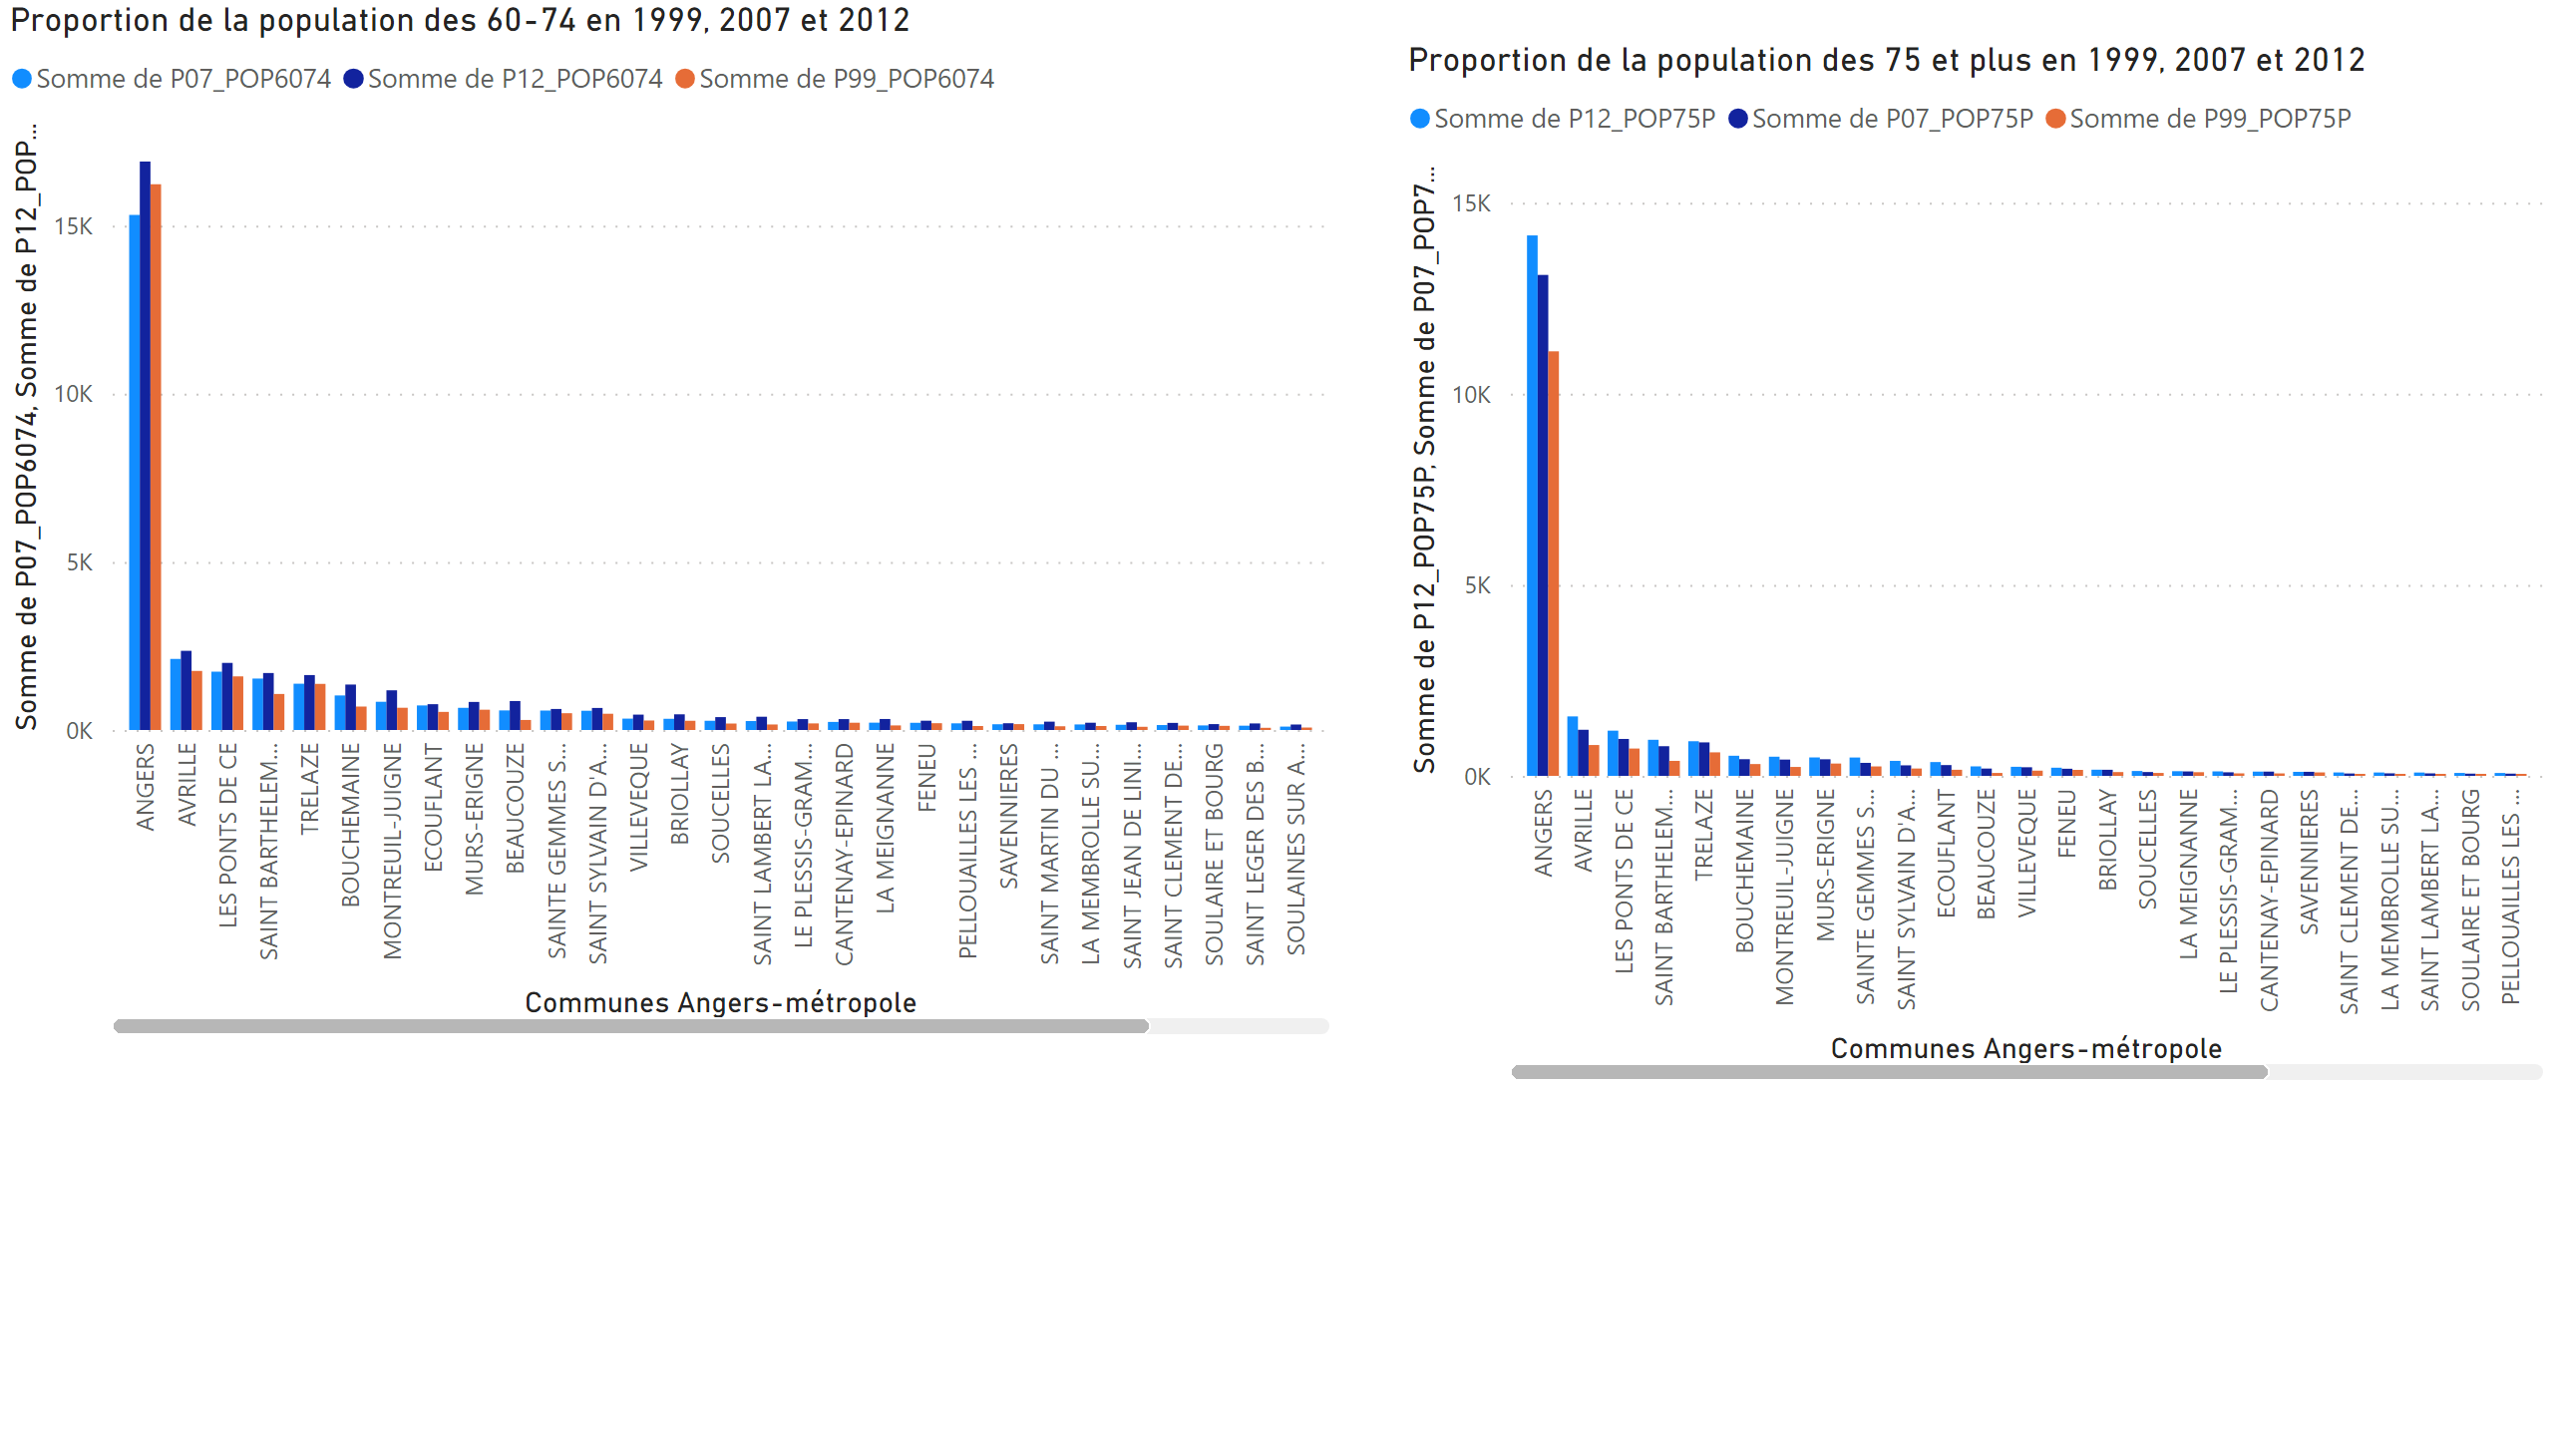 Proportion de la population des 60-74 en 1999, 2007 et 2012
Somme de P07_POP6074 Somme de P12_POP6074 Somme de P99_POP6074
Somme de P07_POP6074, Somme de P12_POP...
15K
10K
5K
0K
ANGERS
AVRILLE
LES PONTS DE CE
SAINT BARTHELEM...
TRELAZE
BOUCHEMAINE
MONTREUIL-JUIGNE
ECOUFLANT
MURS-ERIGNE
BEAUCOUZE
SAINTE GEMMES S...
SAINT SYLVAIN D'A...
VILLEVEQUE
BRIOLLAY
SOUCELLES
SAINT LAMBERT LA...
LE PLESSIS-GRAM...
CANTENAY-EPINARD
LA MEIGNANNE
FENEU
PELLOUAILLES LES ...
SAVENNIERES
SAINT MARTIN DU ...
LA MEMBROLLE SU...
SAINT JEAN DE LINI...
SAINT CLEMENT DE...
SOULAIRE ET BOURG
SAINT LEGER DES B...
SOULAINES SUR A...
Communes Angers-métropole
Proportion de la population des 75 et plus en 1999, 2007 et 2012
Somme de P12_POP75P Somme de P07_POP75P Somme de P99_POP75P
Somme de P12_POP75P, Somme de P07_POP7...
15K
10K
5K
0K
ANGERS
AVRILLE
LES PONTS DE CE
SAINT BARTHELEM...
TRELAZE
BOUCHEMAINE
MONTREUIL-JUIGNE
MURS-ERIGNE
SAINTE GEMMES S...
SAINT SYLVAIN D'A...
ECOUFLANT
BEAUCOUZE
VILLEVEQUE
FENEU
BRIOLLAY
SOUCELLES
LA MEIGNANNE
LE PLESSIS-GRAM...
CANTENAY-EPINARD
SAVENNIERES
SAINT CLEMENT DE...
LA MEMBROLLE SU...
SAINT LAMBERT LA...
SOULAIRE ET BOURG
PELLOUAILLES LES ...
Communes Angers-métropole